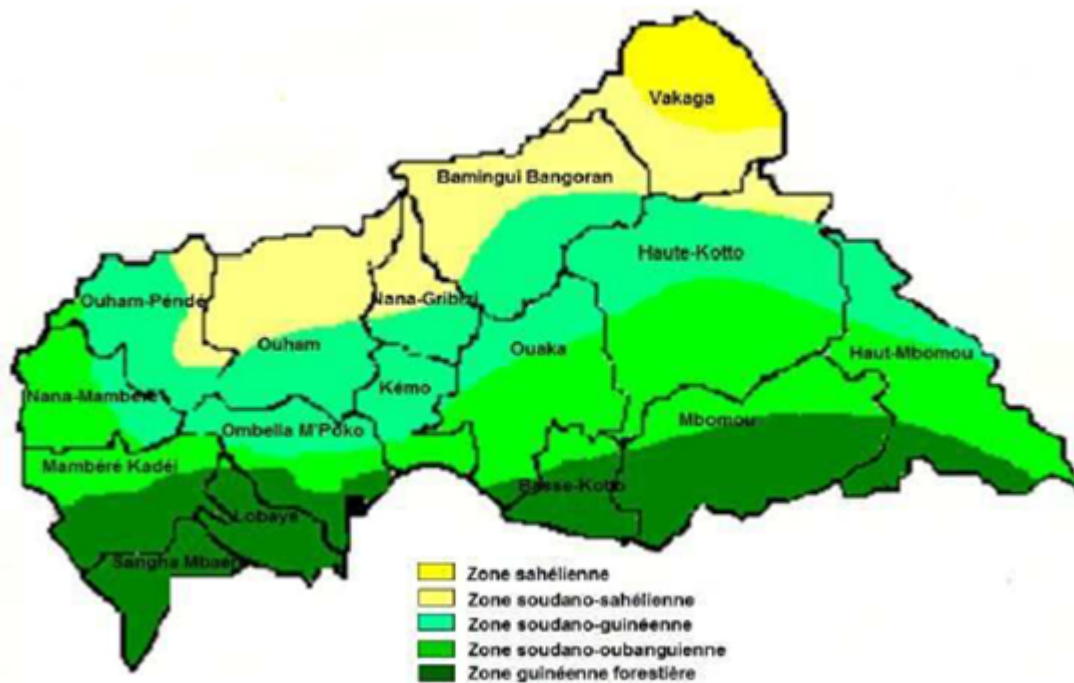 Vakaga
Bamingui Bangoran
Haute-Kotto
Ouham-Péndé
Nana-Gribizi
Ouham
Ouaka
Haut-Mbomou
Nana-Mambéré
Kémo
Mbomou
Ombella M'Poko
Mambéré Kadéi
Basse-Kotto
Lobaye
Sangha Mbaéré
Zone sahélienne
Zone soudano-sahélienne
Zone soudano-guinéenne
Zone soudano-oubanguienne
Zone guinéenne forestière